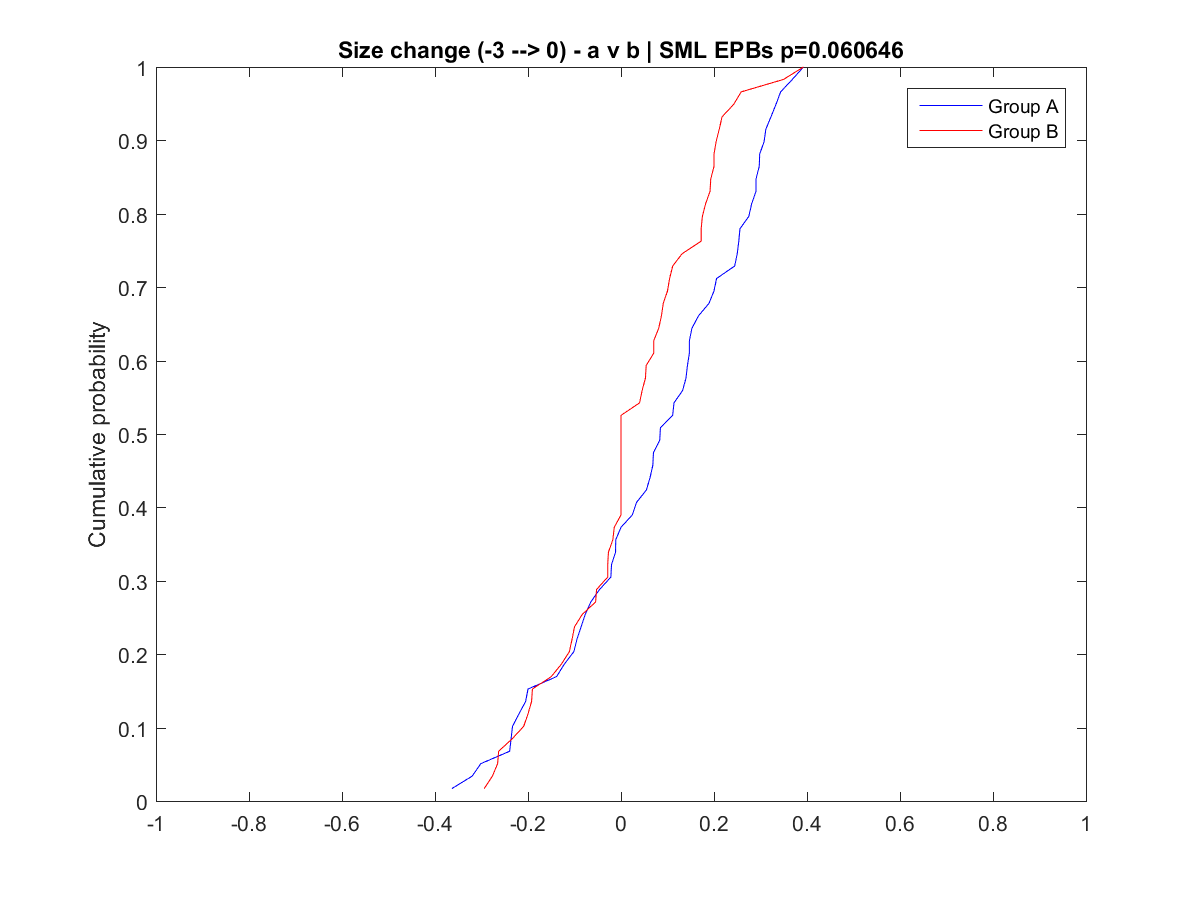 Size change (-3 --> 0) - a v b | SML EPBs p=0.060646
Group A
Group B
Cumulative probability
1
0.9
0.8
0.7
0.6
0.5
0.4
0.3
0.2
0.1
0
-1 -0.8 -0.6 -0.4 -0.2 0 0.2 0.4 0.6 0.8 1